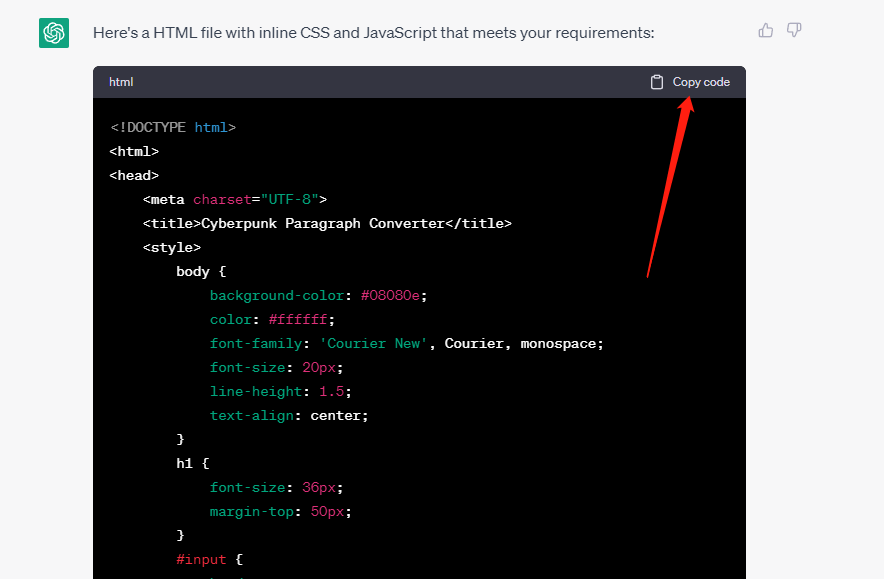 Here's a HTML file with inline CSS and JavaScript that meets your requirements:
html Copy code
<!DOCTYPE html>
<html>
<head>
    <meta charset="UTF-8">
    <title>Cyberpunk Paragraph Converter</title>
    <style>
        body {
            background-color: #08080e;
            color: #ffffff;
            font-family: 'Courier New', Courier, monospace;
            font-size: 20px;
            line-height: 1.5;
            text-align: center;
        }
        h1 {
            font-size: 36px;
            margin-top: 50px;
        }
        #input {